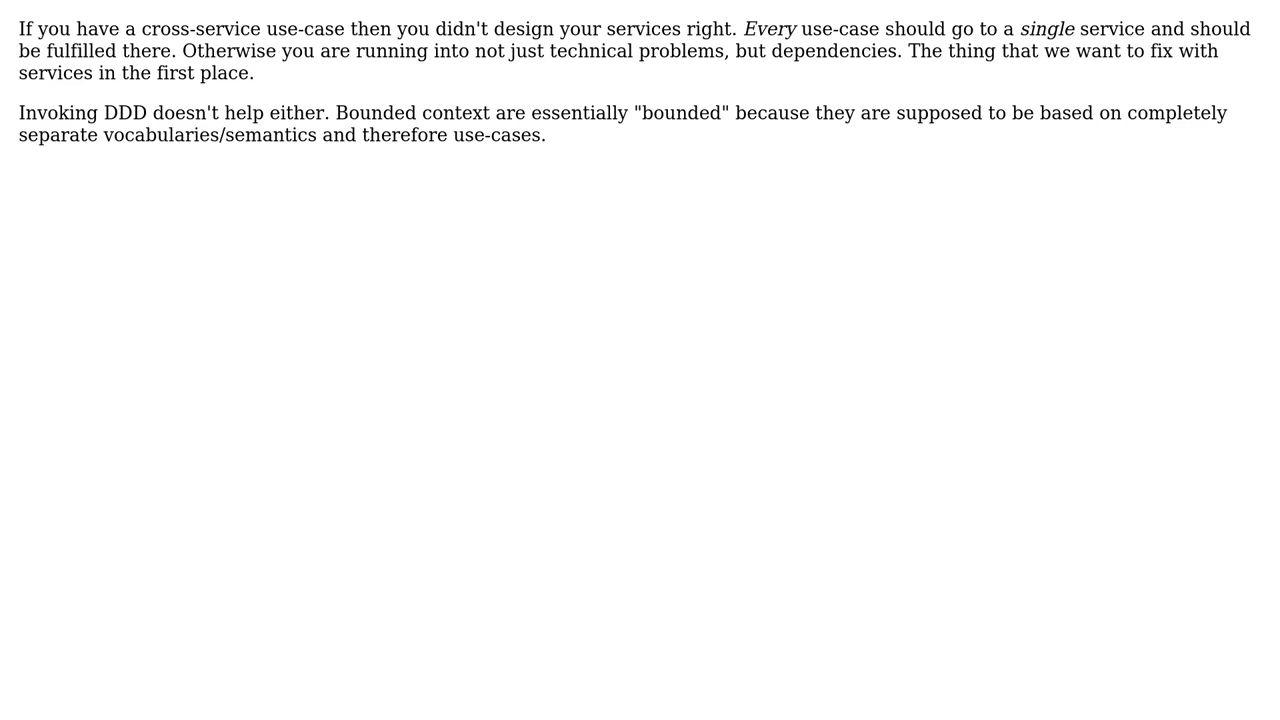 If you have a cross-service use-case then you didn't design your services right. Every use-case should go to a single service and should
be fulfilled there. Otherwise you are running into not just technical problems, but dependencies. The thing that we want to fix with
services in the first place.
Invoking DDD doesn't help either. Bounded context are essentially "bounded" because they are supposed to be based on completely
separate vocabularies/semantics and therefore use-cases.